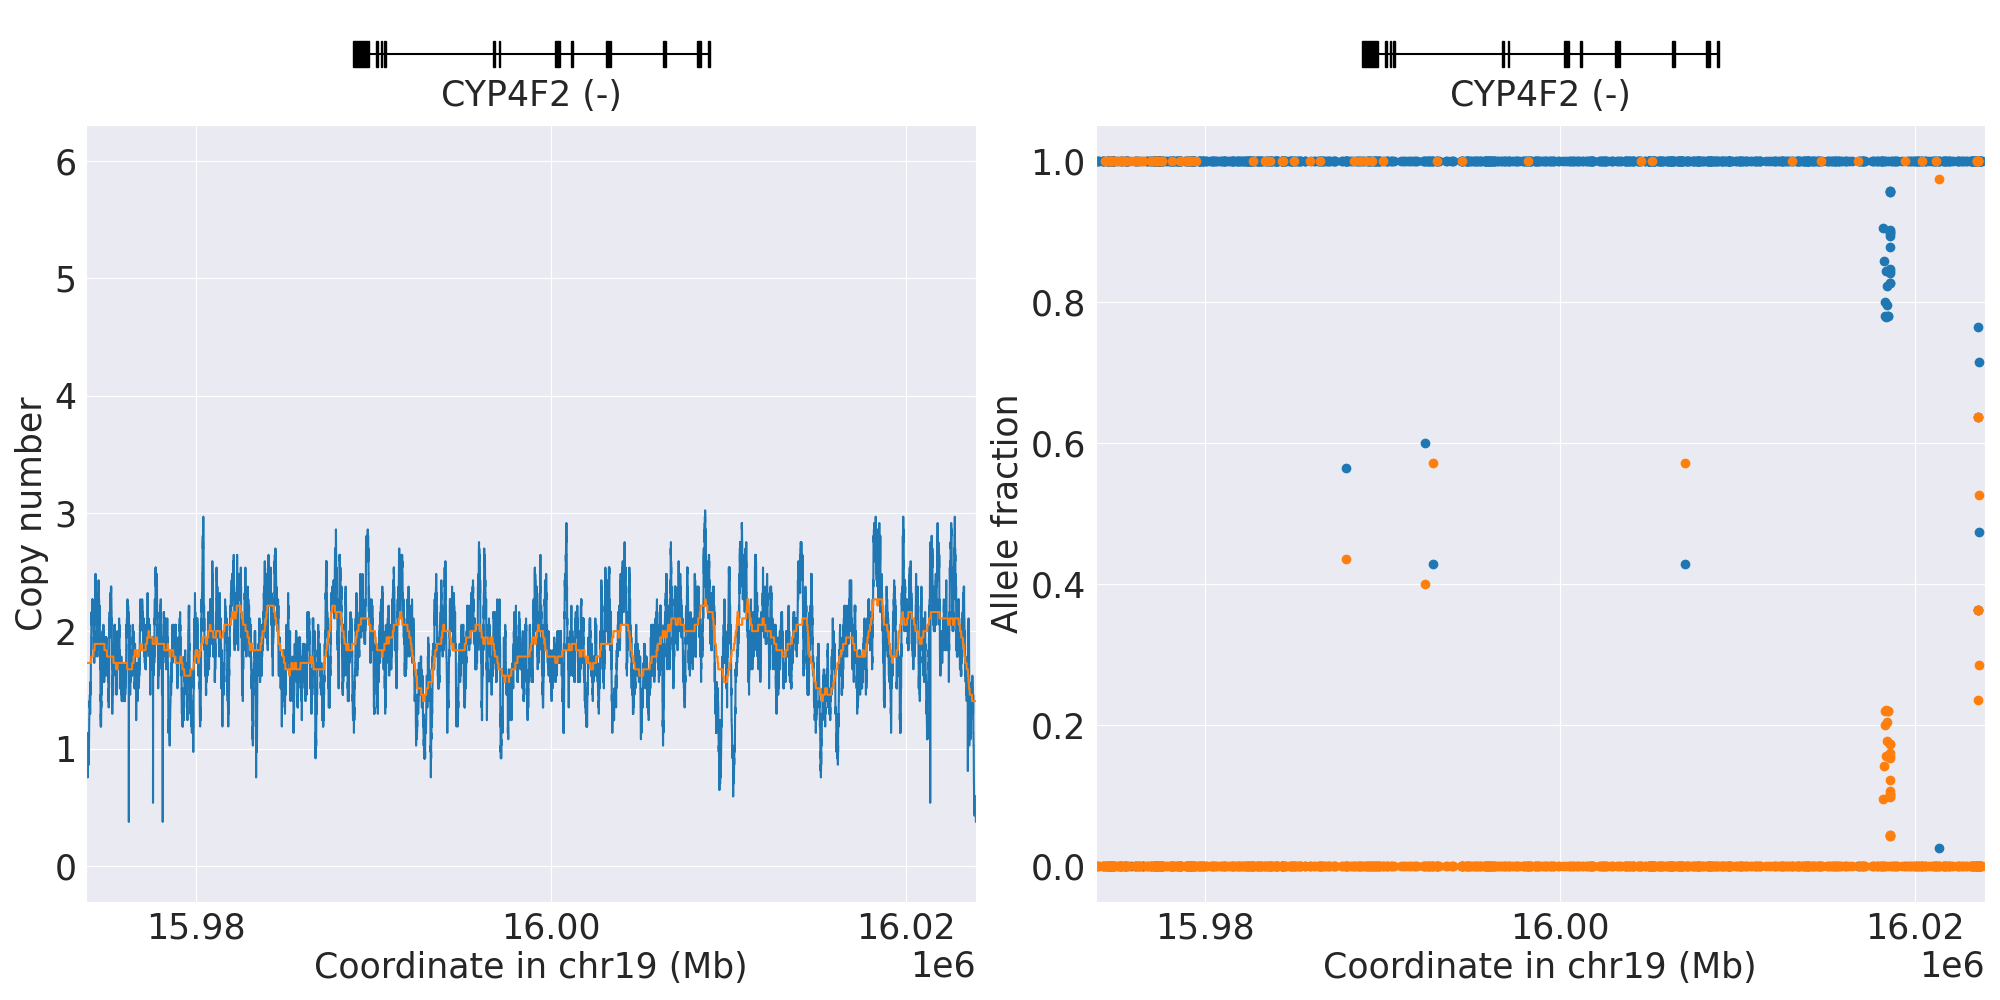 CYP4F2 (-)
6
5
4
3
2
1
0
Copy number
15.98
16.00
16.02
Coordinate in chr19 (Mb)
1e6
CYP4F2 (-)
1.0
0.8
0.6
0.4
0.2
0.0
Allele fraction
15.98
16.00
16.02
Coordinate in chr19 (Mb)
1e6